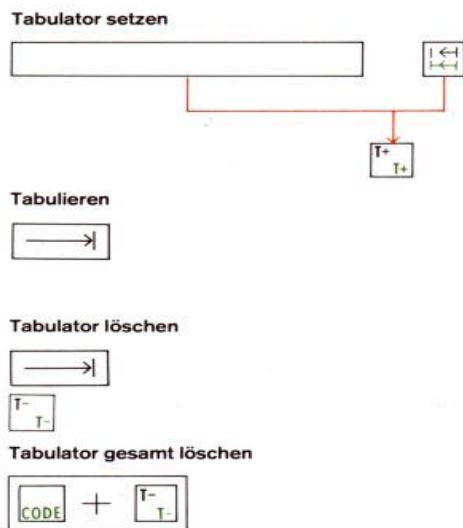 Tabulator setzen
T+
T+
Tabulieren
Tabulator löschen
T-
T-
Tabulator gesamt löschen
CODE + T-
T-